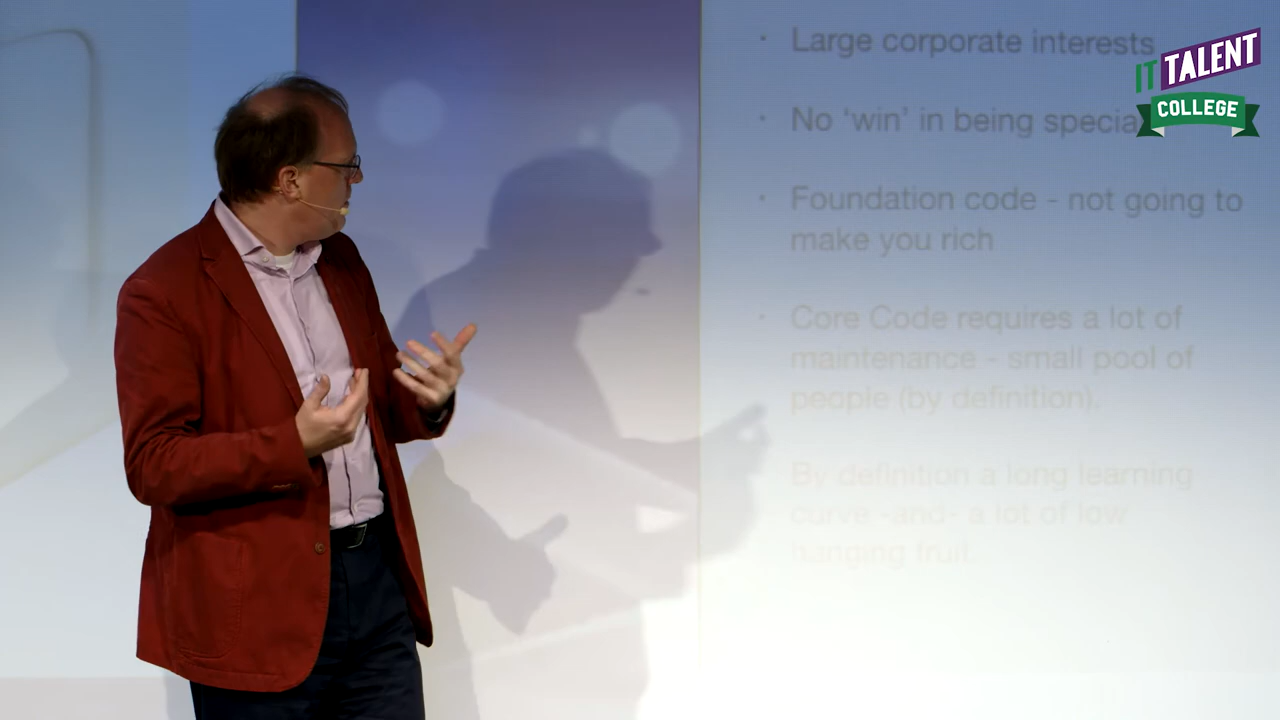 Large corporate interests
No 'win' in being special
Foundation code - not going to
make you rich
Core Code requires a lot of
maintenance - small pool of
people (by definition).
By definition a long learning
curve -and- a lot of low
hanging fruit.
IT TALENT
COLLEGE